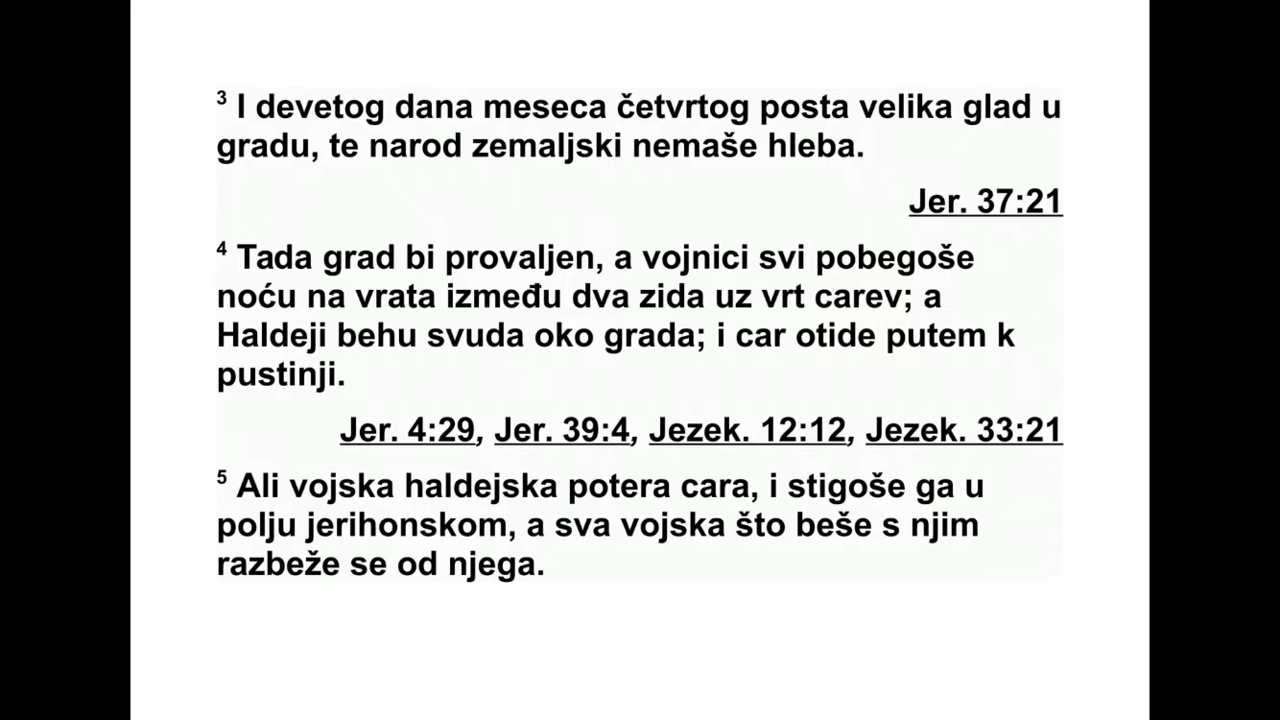 3 I devetog dana meseca četvrtog posta velika glad u
gradu, te narod zemaljski nemaše hleba.
Jer. 37:21
4 Tada grad bi provaljen, a vojnici svi pobegoše
noću na vrata između dva zida uz vrt carev; a
Haldeji behu svuda oko grada; i car otide putem k
pustinji.
Jer. 4:29, Jer. 39:4, Jezek. 12:12, Jezek. 33:21
5 Ali vojska haldejska potera cara, i stigoše ga u
polju jerihonskom, a sva vojska što beše s njim
razbeže se od njega.